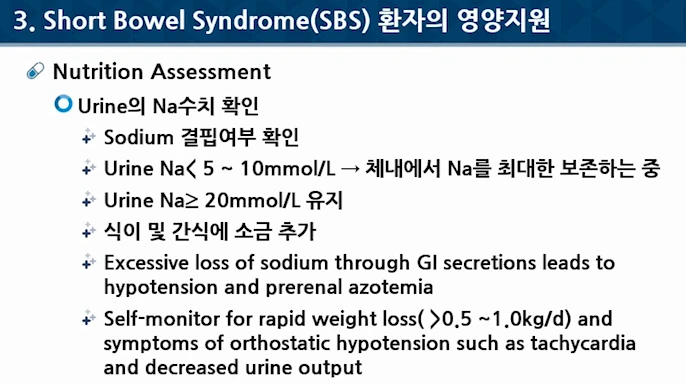 3. Short Bowel Syndrome(SBS) 환자의 영양지원
Nutrition Assessment
Urine의 Na수치 확인
Sodium 결핍여부 확인
Urine Na< 5 ~ 10mmol/L → 체내에서 Na를 최대한 보존하는 중
Urine Na≥ 20mmol/L 유지
식이 및 간식에 소금 추가
Excessive loss of sodium through GI secretions leads to
hypotension and prerenal azotemia
Self-monitor for rapid weight loss( >0.5 ~1.0kg/d) and
symptoms of orthostatic hypotension such as tachycardia
and decreased urine output